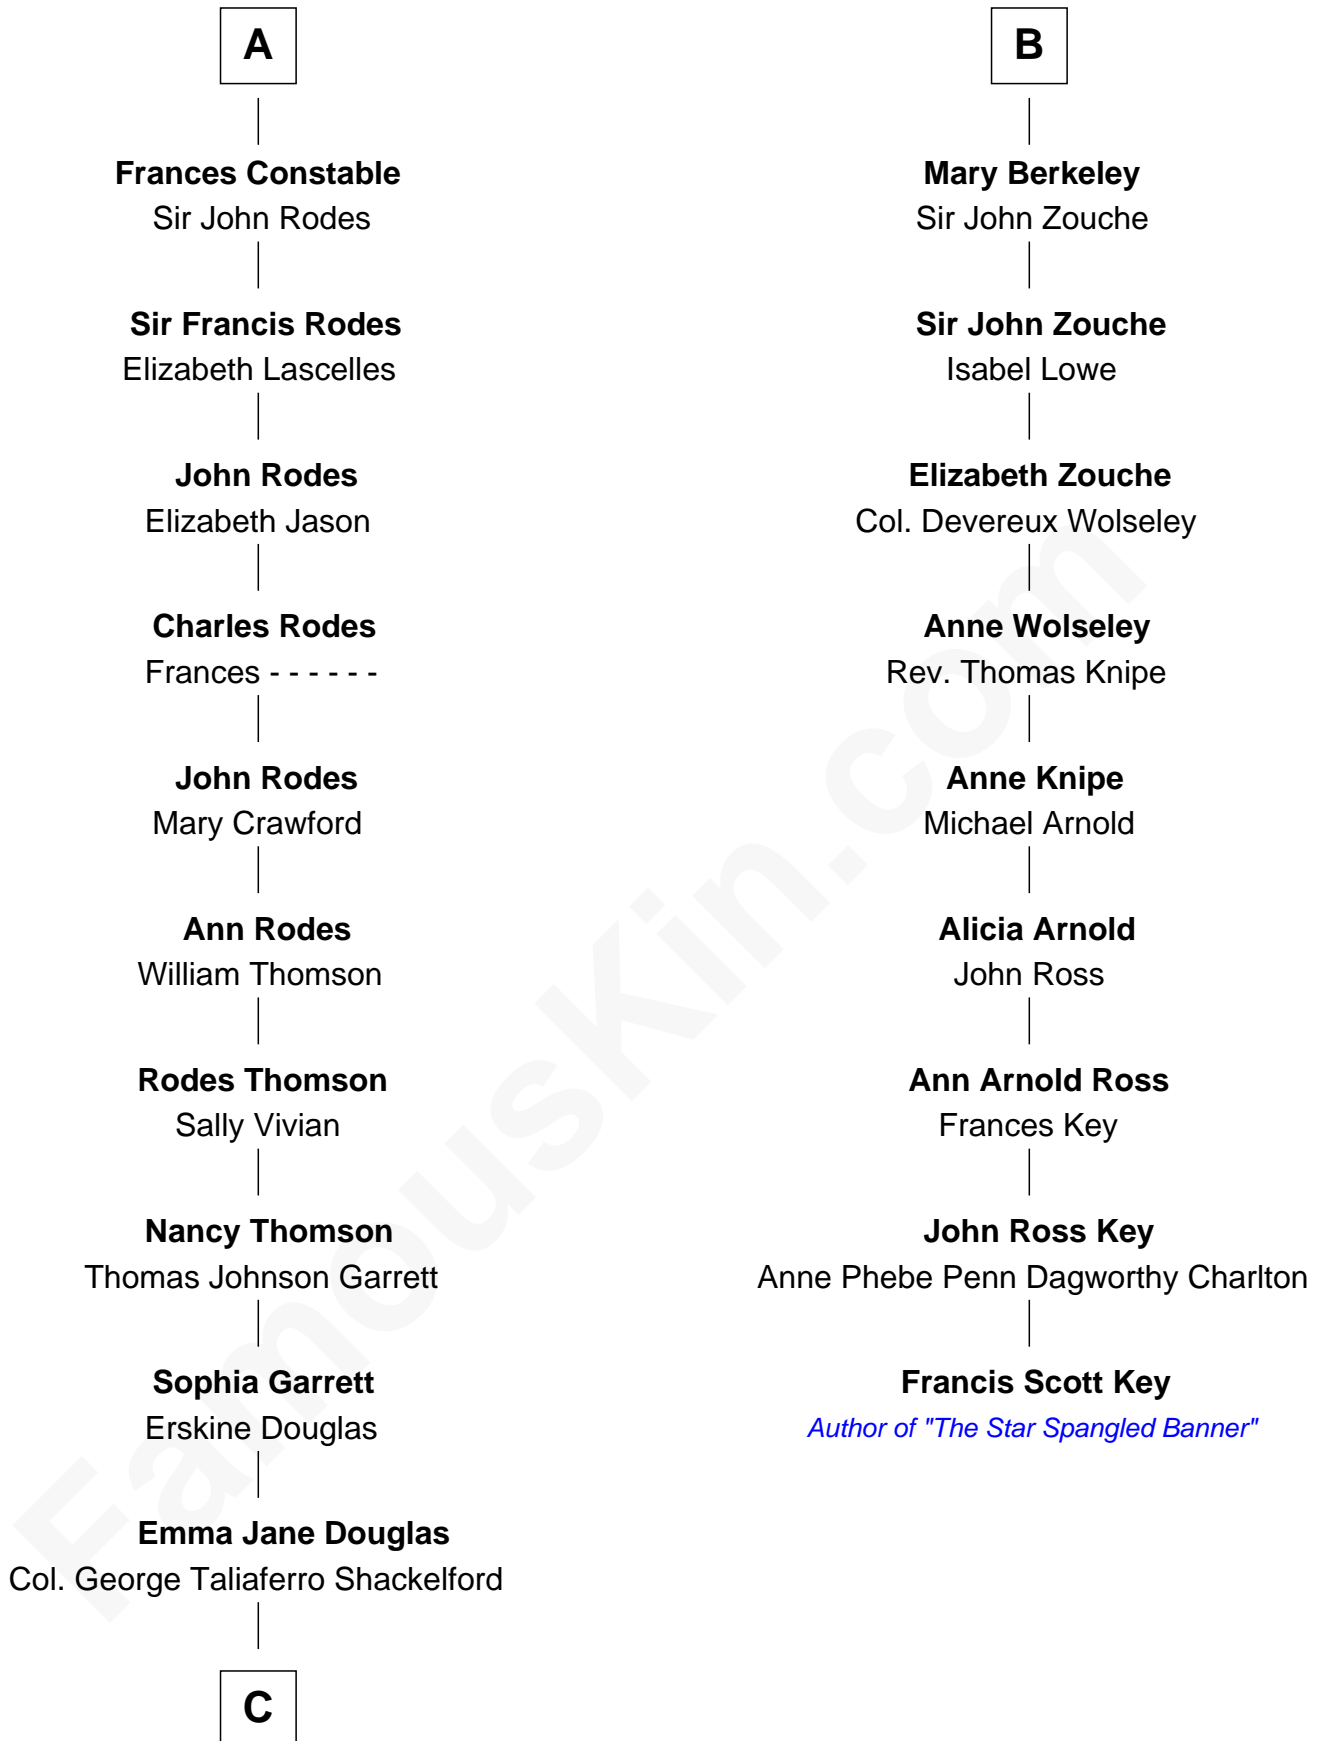 A
Frances Constable
Sir John Rodes
Sir Francis Rodes
Elizabeth Lascelles
John Rodes
Elizabeth Jason
Charles Rodes
Frances - - - - - -
John Rodes
Mary Crawford
Ann Rodes
William Thomson
Rodes Thomson
Sally Vivian
Nancy Thomson
Thomas Johnson Garrett
Sophia Garrett
Erskine Douglas
Emma Jane Douglas
Col. George Taliaferro Shackelford
C
B
Mary Berkeley
Sir John Zouche
Sir John Zouche
Isabel Lowe
Elizabeth Zouche
Col. Devereux Wolseley
Anne Wolseley
Rev. Thomas Knipe
Anne Knipe
Michael Arnold
Alicia Arnold
John Ross
Ann Arnold Ross
Frances Key
John Ross Key
Anne Phebe Penn Dagworthy Charlton
Francis Scott Key
Author of "The Star Spangled Banner"
FamousKin.com